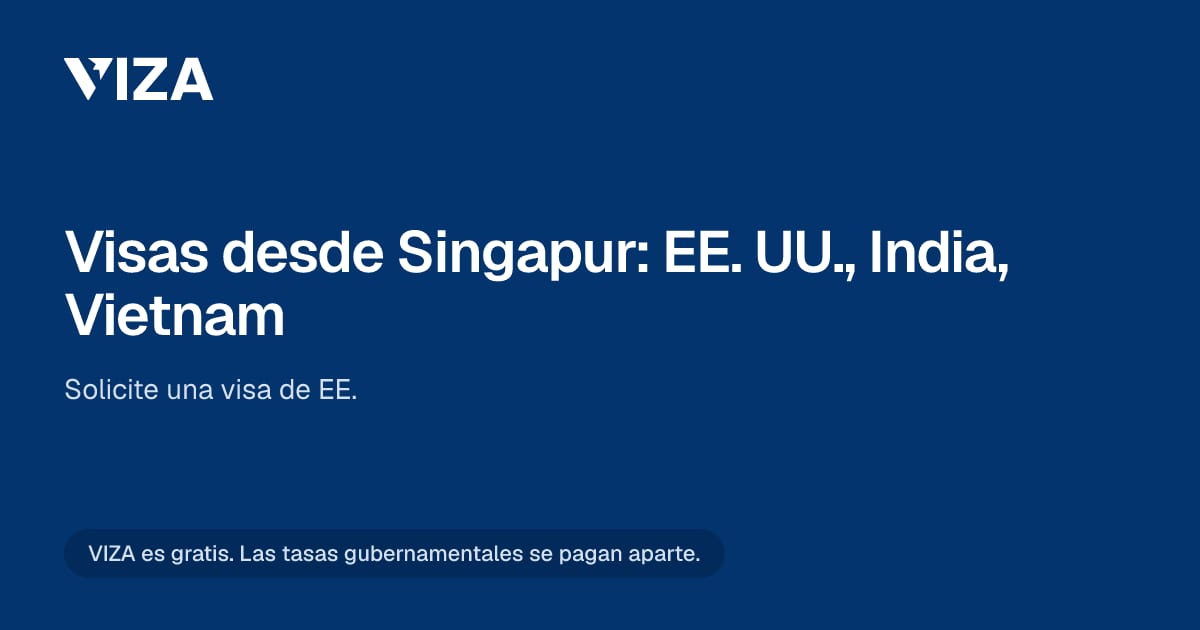 VIZA
Visas desde Singapur: EE. UU., India,
Vietnam
Solicite una visa de EE.
VIZA es gratis. Las tasas gubernamentales se pagan aparte.